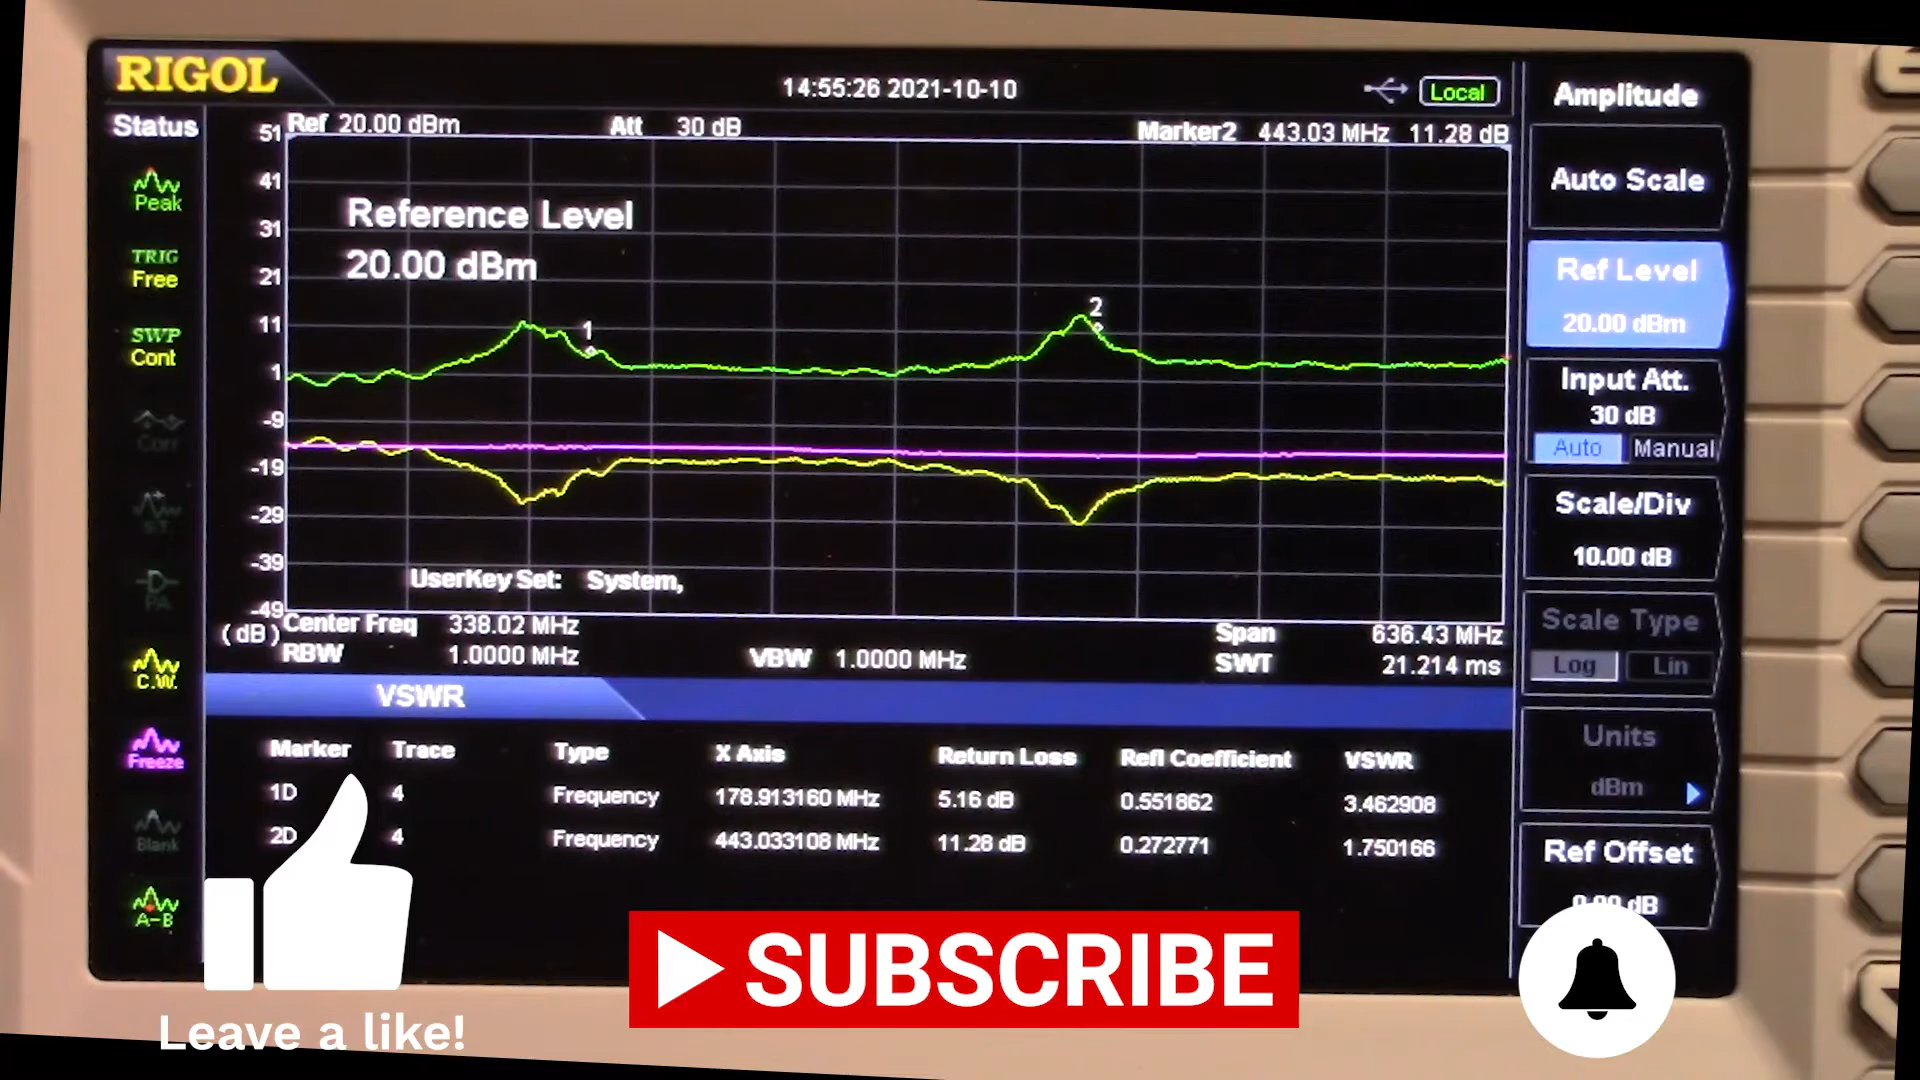 RIGOL
14:55:26 2021-10-10
Local
Status
Ref 20.00 dBm Att 30 dB Marker2 443.03 MHz 11.28 dB
51
41
31
21
11
1
-9
-19
-29
-39
-49
(dB)
Reference Level
20.00 dBm
1
2
UserKey Set: System,
Center Freq 338.02 MHz Span 636.43 MHz
RBW 1.0000 MHz VBW 1.0000 MHz SWT 21.214 ms
Peak
TRIG
Free
SWP
Cont
Corr
ST
PA
C.W.
Freeze
Blank
A-B
VSWR
Marker Trace Type X Axis Return Loss Refl Coefficient VSWR
1D 4 Frequency 178.913160 MHz 5.16 dB 0.551862 3.462908
2D 4 Frequency 443.033108 MHz 11.28 dB 0.272771 1.750166
Amplitude
Auto Scale
Ref Level
20.00 dBm
Input Att.
30 dB
Auto Manual
Scale/Div
10.00 dB
Scale Type
Log Lin
Units
dBm
Ref Offset
0.00 dB
Leave a like!
SUBSCRIBE